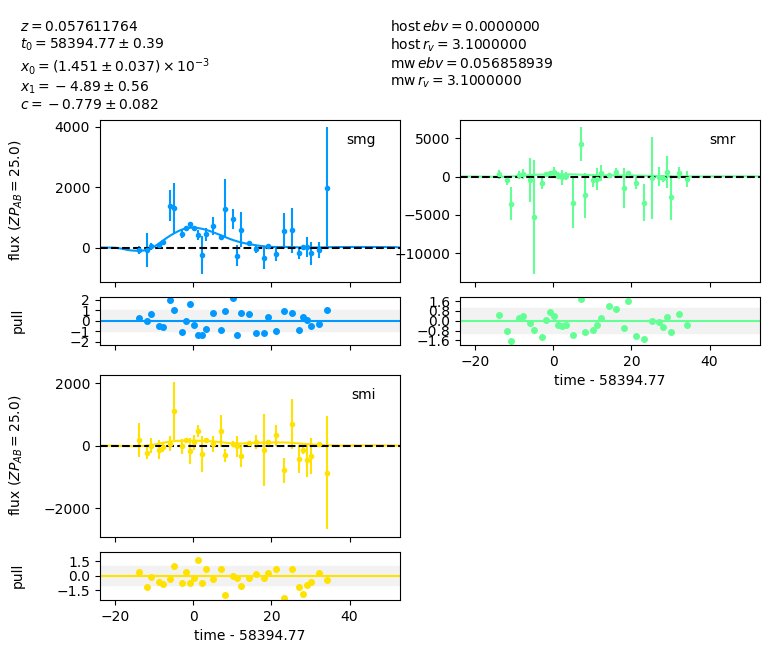 z = 0.057611764
t₀ = 58394.77 ± 0.39
x₀ = (1.451 ± 0.037) × 10⁻³
x₁ = −4.89 ± 0.56
c = −0.779 ± 0.082
host ebv = 0.0000000
host r_v = 3.1000000
mw ebv = 0.056858939
mw r_v = 3.1000000
flux (ZP_AB = 25.0)
4000
2000
0
smg
5000
0
−5000
−10000
smr
pull
2
1
0
−1
−2
1.6
0.8
0.0
−0.8
−1.6
−20
0
20
40
time - 58394.77
flux (ZP_AB = 25.0)
2000
0
−2000
smi
pull
1.5
0.0
−1.5
−20
0
20
40
time - 58394.77